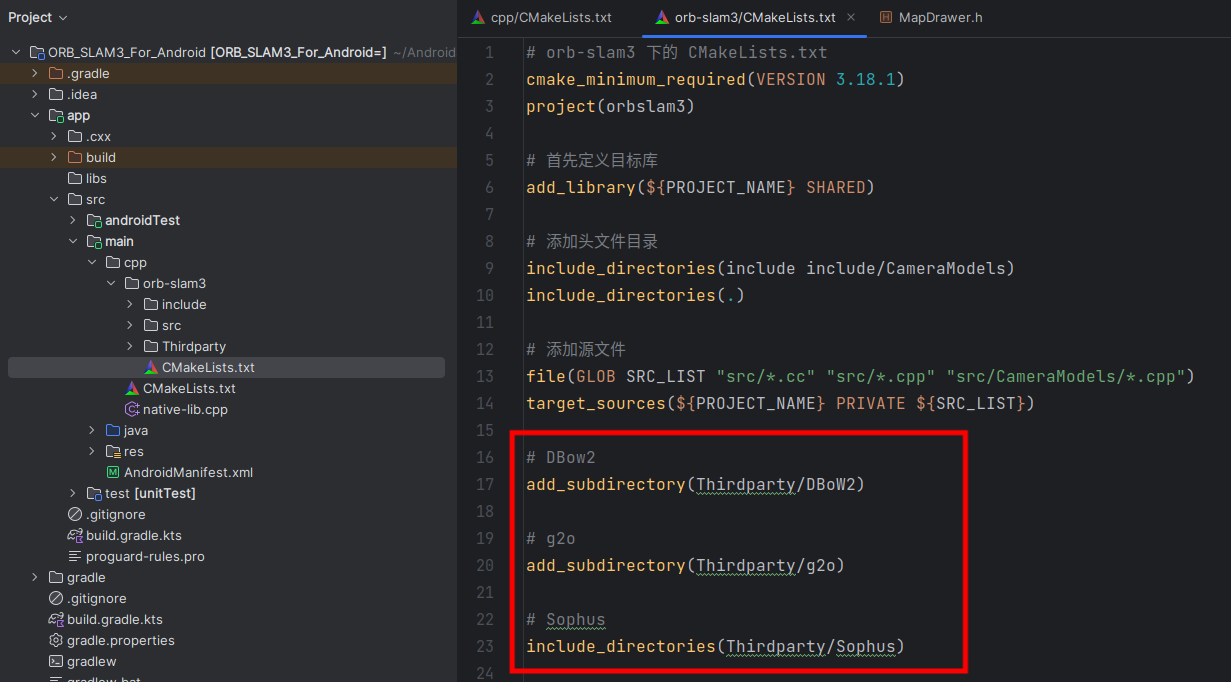 Project
ORB_SLAM3_For_Android [ORB_SLAM3_For_Android=] ~/Android
.gradle
.idea
app
.cxx
build
libs
src
androidTest
main
cpp
orb-slam3
include
src
Thirdparty
CMakeLists.txt
CMakeLists.txt
native-lib.cpp
java
res
AndroidManifest.xml
test [unitTest]
.gitignore
build.gradle.kts
proguard-rules.pro
gradle
.gitignore
build.gradle.kts
gradle.properties
gradlew
gradlew.bat
cpp/CMakeLists.txt
orb-slam3/CMakeLists.txt
MapDrawer.h
1 # orb-slam3 下的 CMakeLists.txt
2 cmake_minimum_required(VERSION 3.18.1)
3 project(orbslam3)
4
5 # 首先定义目标库
6 add_library(${PROJECT_NAME} SHARED)
7
8 # 添加头文件目录
9 include_directories(include include/CameraModels)
10 include_directories(.)
11
12 # 添加源文件
13 file(GLOB SRC_LIST "src/*.cc" "src/*.cpp" "src/CameraModels/*.cpp")
14 target_sources(${PROJECT_NAME} PRIVATE ${SRC_LIST})
15
16 # DBow2
17 add_subdirectory(Thirdparty/DBoW2)
18
19 # g2o
20 add_subdirectory(Thirdparty/g2o)
21
22 # Sophus
23 include_directories(Thirdparty/Sophus)
24